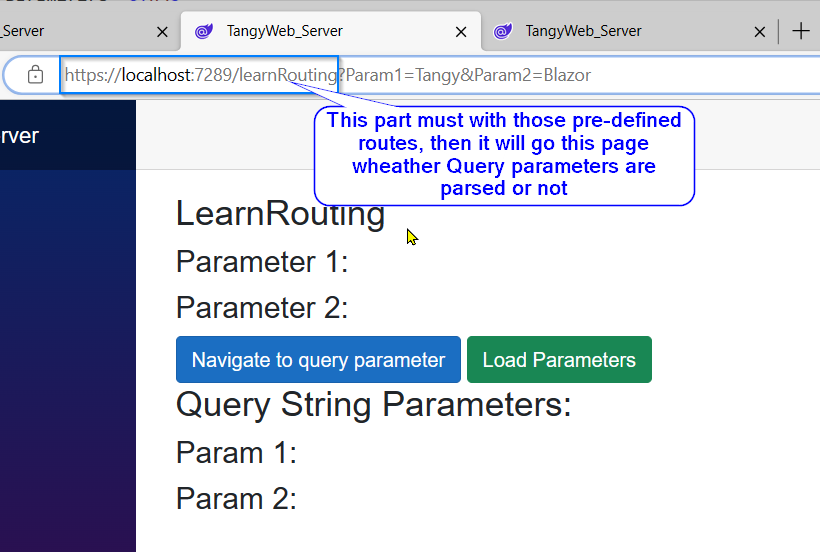 _Server
TangyWeb_Server
TangyWeb_Server
https://localhost:7289/learnRouting?Param1=Tangy&Param2=Blazor
rver
This part must with those pre-defined
routes, then it will go this page
wheather Query parameters are
parsed or not
LearnRouting
Parameter 1:
Parameter 2:
Navigate to query parameter
Load Parameters
Query String Parameters:
Param 1:
Param 2: